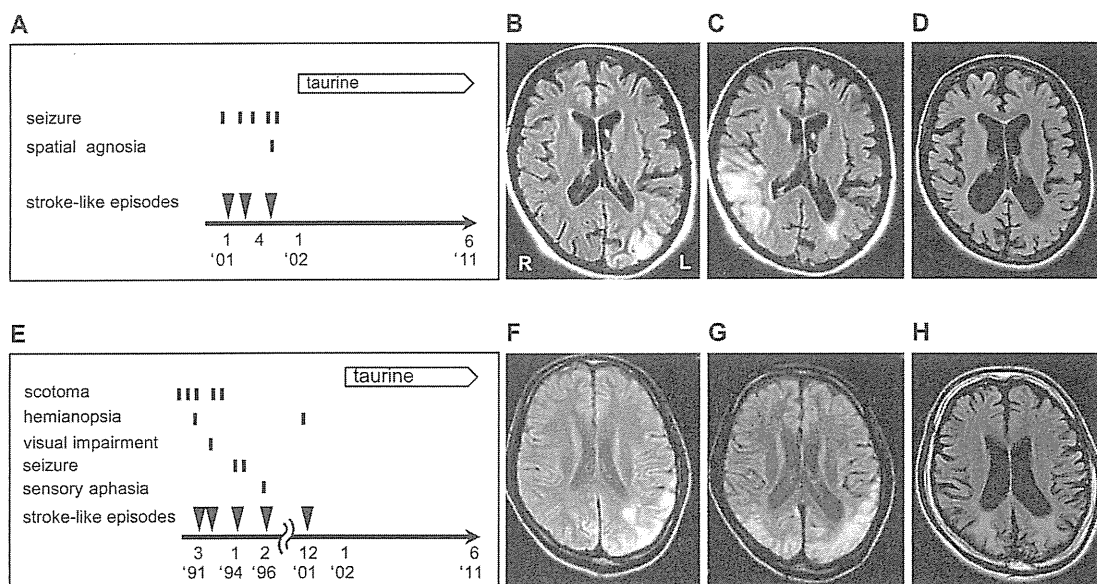 A
taurine
seizure
spatial agnosia
stroke-like episodes
1 4 1 6
'01 '02 '11
B
R L
C
D
E
taurine
scotoma
hemianopsia
visual impairment
seizure
sensory aphasia
stroke-like episodes
3 1 2 12 1 6
'91 '94 '96 '01 '02 '11
F
G
H